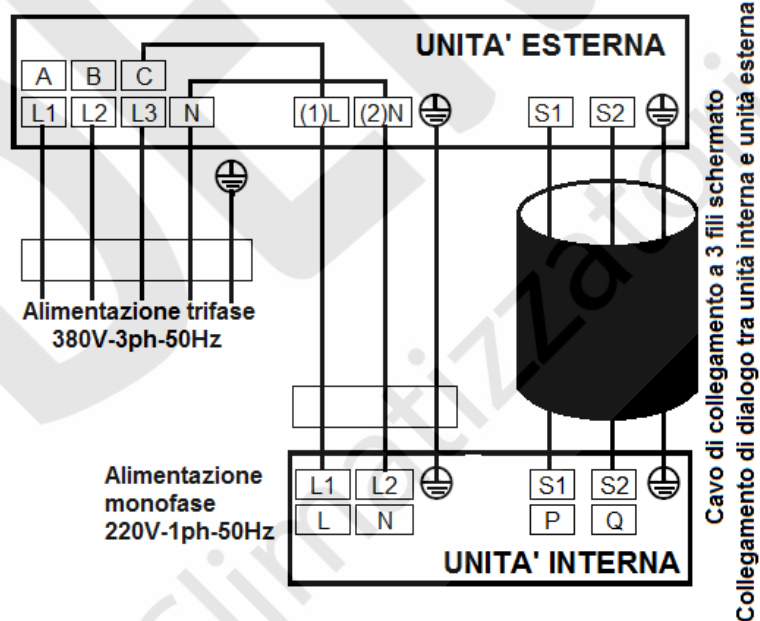 UNITA' ESTERNA
A B C
L1 L2 L3 N (1)L (2)N S1 S2
Alimentazione trifase
380V-3ph-50Hz
Alimentazione
monofase
220V-1ph-50Hz
L1 L2 S1 S2
L N P Q
UNITA' INTERNA
Cavo di collegamento a 3 fili schermato
Collegamento di dialogo tra unità interna e unità esterna